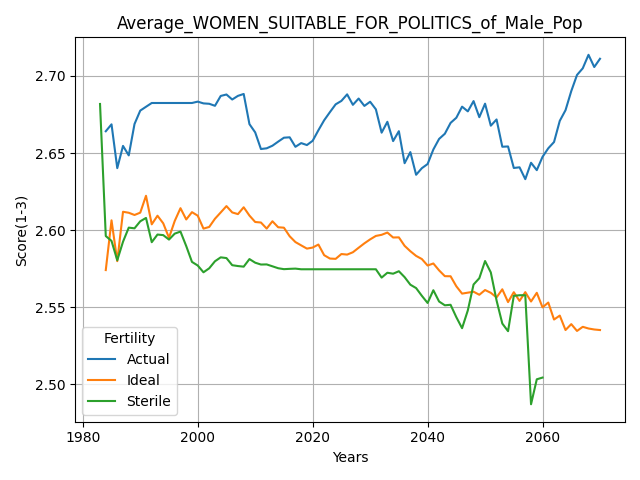 Average_WOMEN_SUITABLE_FOR_POLITICS_of_Male_Pop
Score(1-3)
2.70
2.65
2.60
2.55
2.50
Fertility
Actual
Ideal
Sterile
1980
2000
2020
2040
2060
Years